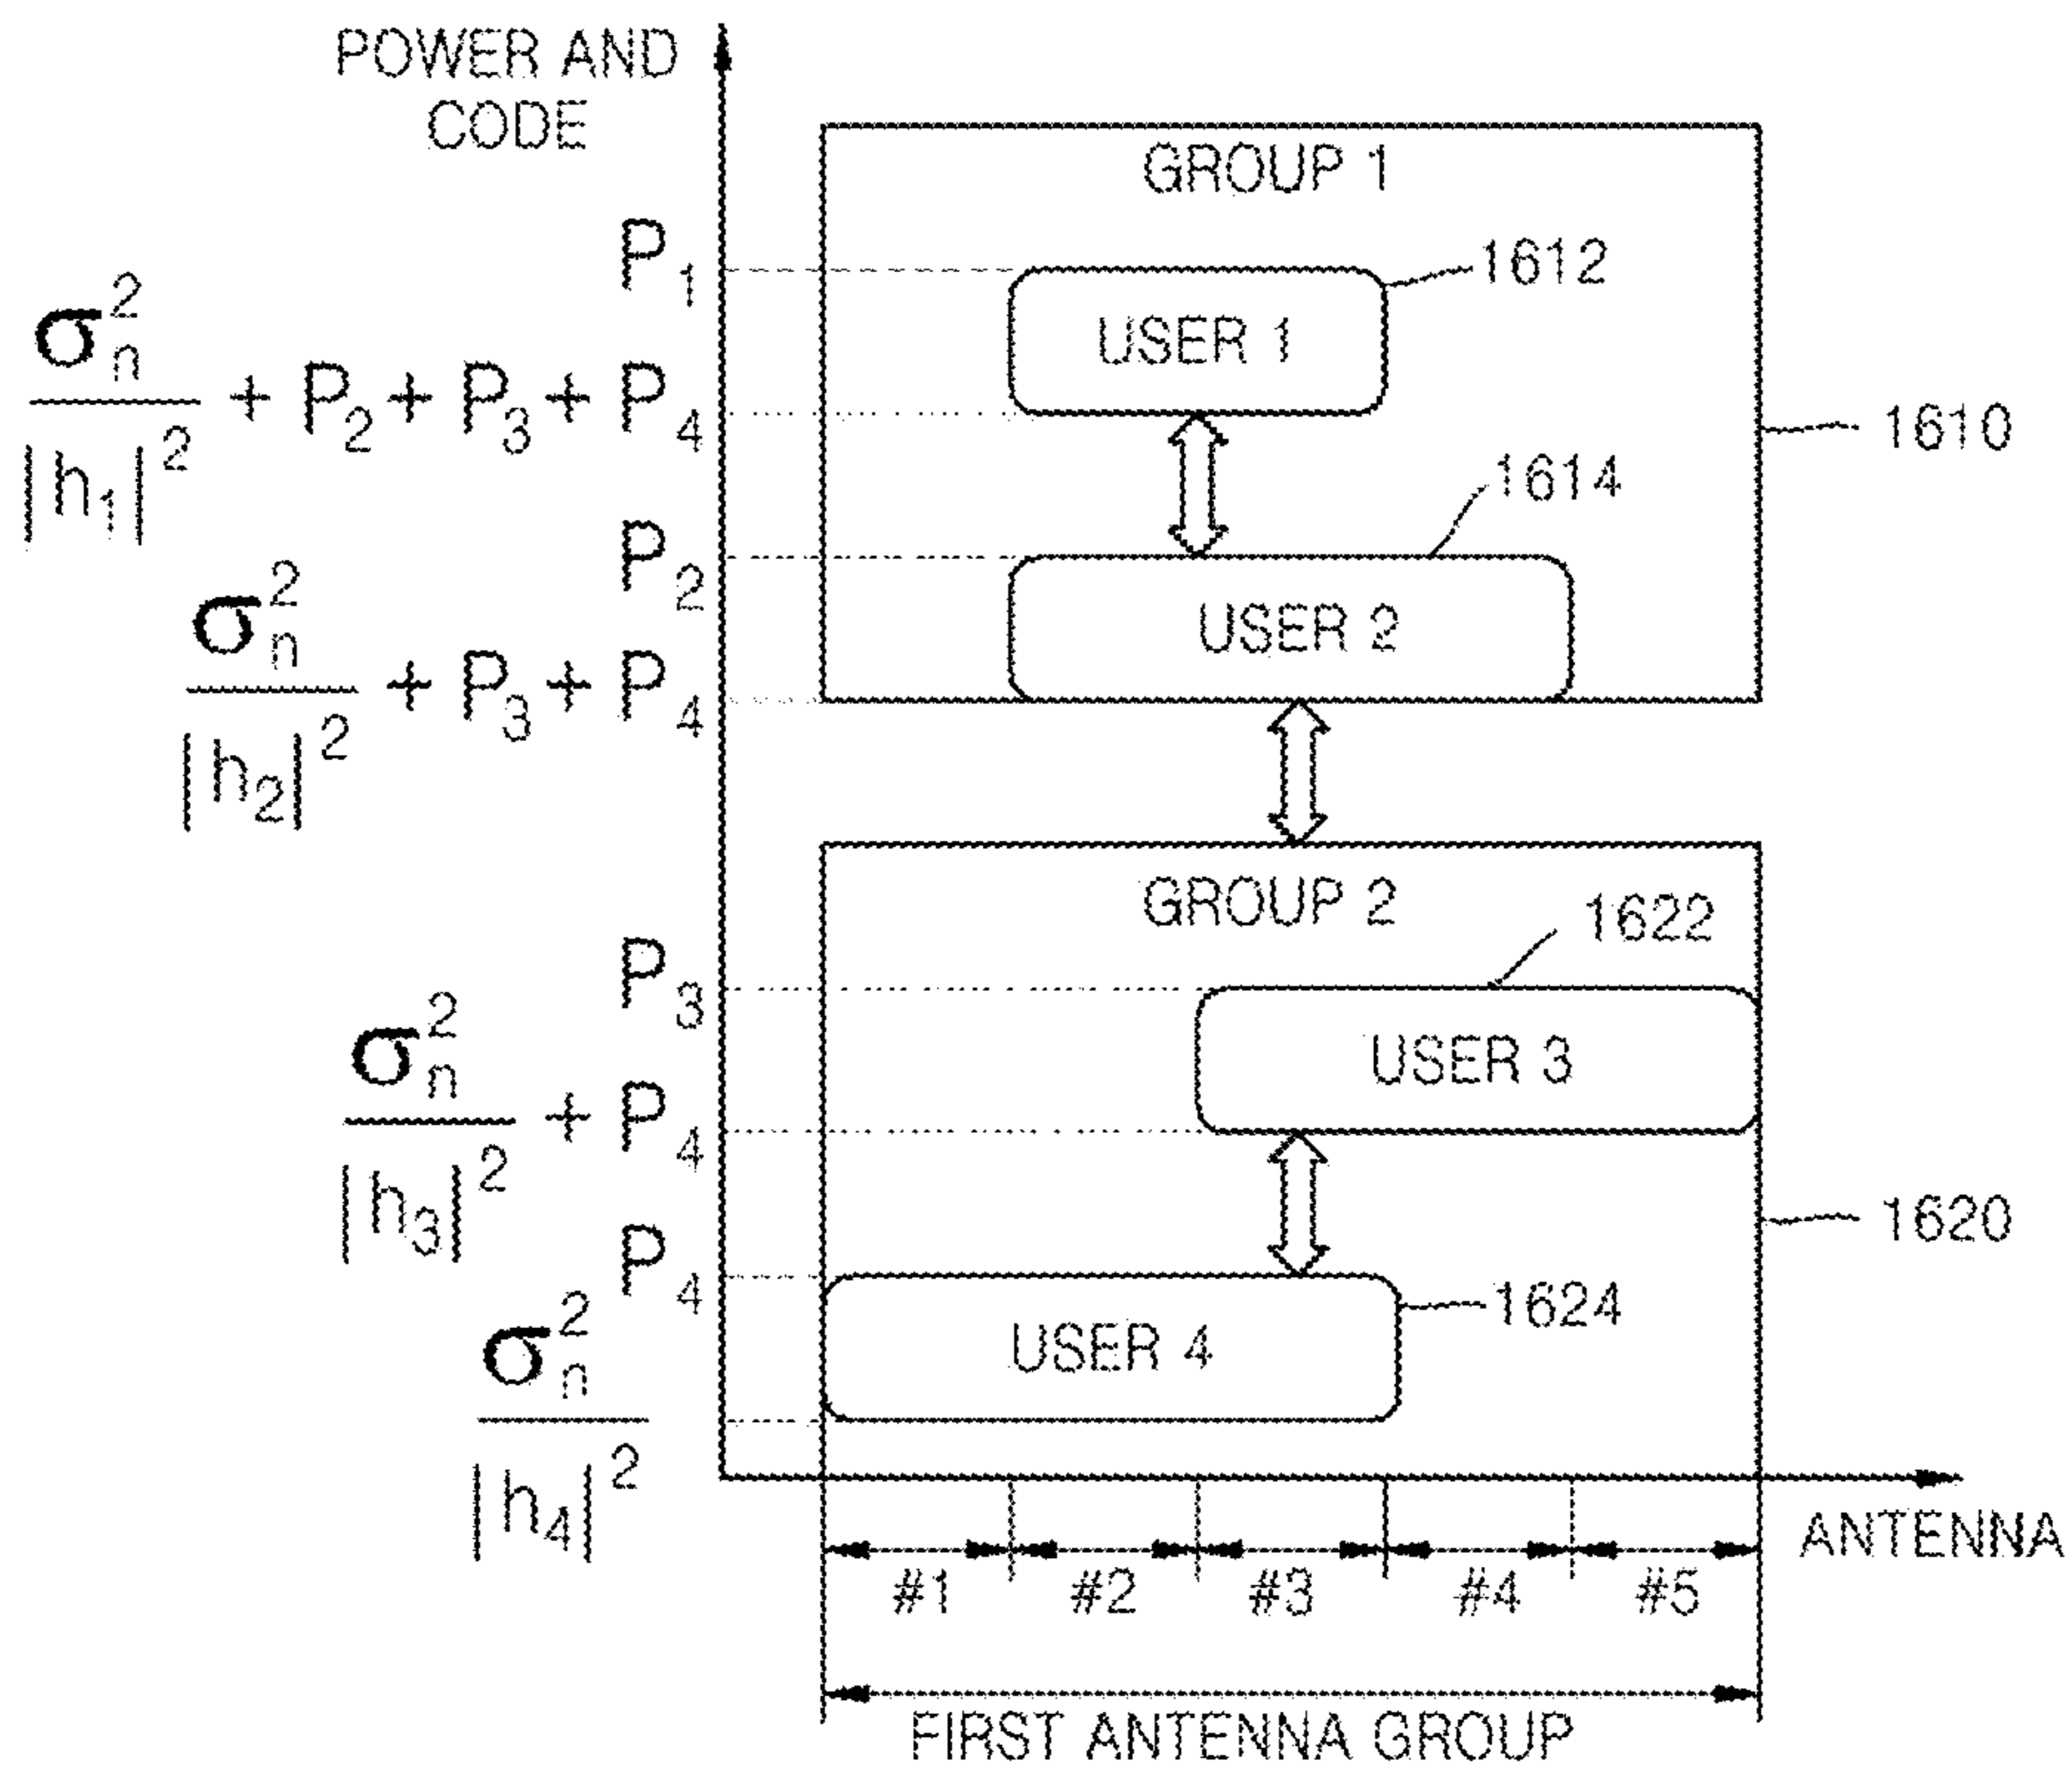 POWER AND
CODE
GROUP 1
P₁
1612
USER 1
σₙ²/|h₁|² + P₂ + P₃ + P₄
1610
1614
P₂
USER 2
σₙ²/|h₂|² + P₃ + P₄
GROUP 2
1622
P₃
USER 3
σₙ²/|h₃|² + P₄
1620
P₄
1624
USER 4
σₙ²/|h₄|²
ANTENNA
#1 #2 #3 #4 #5
FIRST ANTENNA GROUP